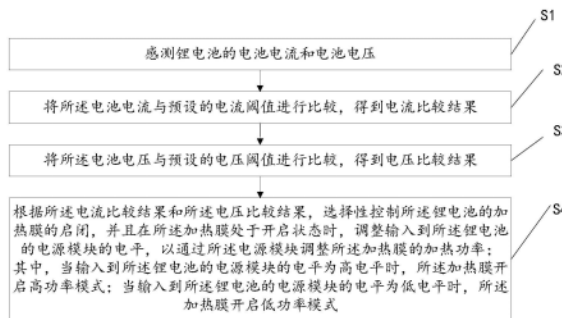 S1
感测锂电池的电池电流和电池电压
S2
将所述电池电流与预设的电流阈值进行比较，得到电流比较结果
S3
将所述电池电压与预设的电压阈值进行比较，得到电压比较结果
S4
根据所述电流比较结果和所述电压比较结果，选择性控制所述锂电池的加
热膜的启闭，并且在所述加热膜处于开启状态时，调整输入到所述锂电池
的电源模块的电平，以通过所述电源模块调整所述加热膜的加热功率；
其中，当输入到所述锂电池的电源模块的电平为高电平时，所述加热膜开
启高功率模式；当输入到所述锂电池的电源模块的电平为低电平时，所述
加热膜开启低功率模式